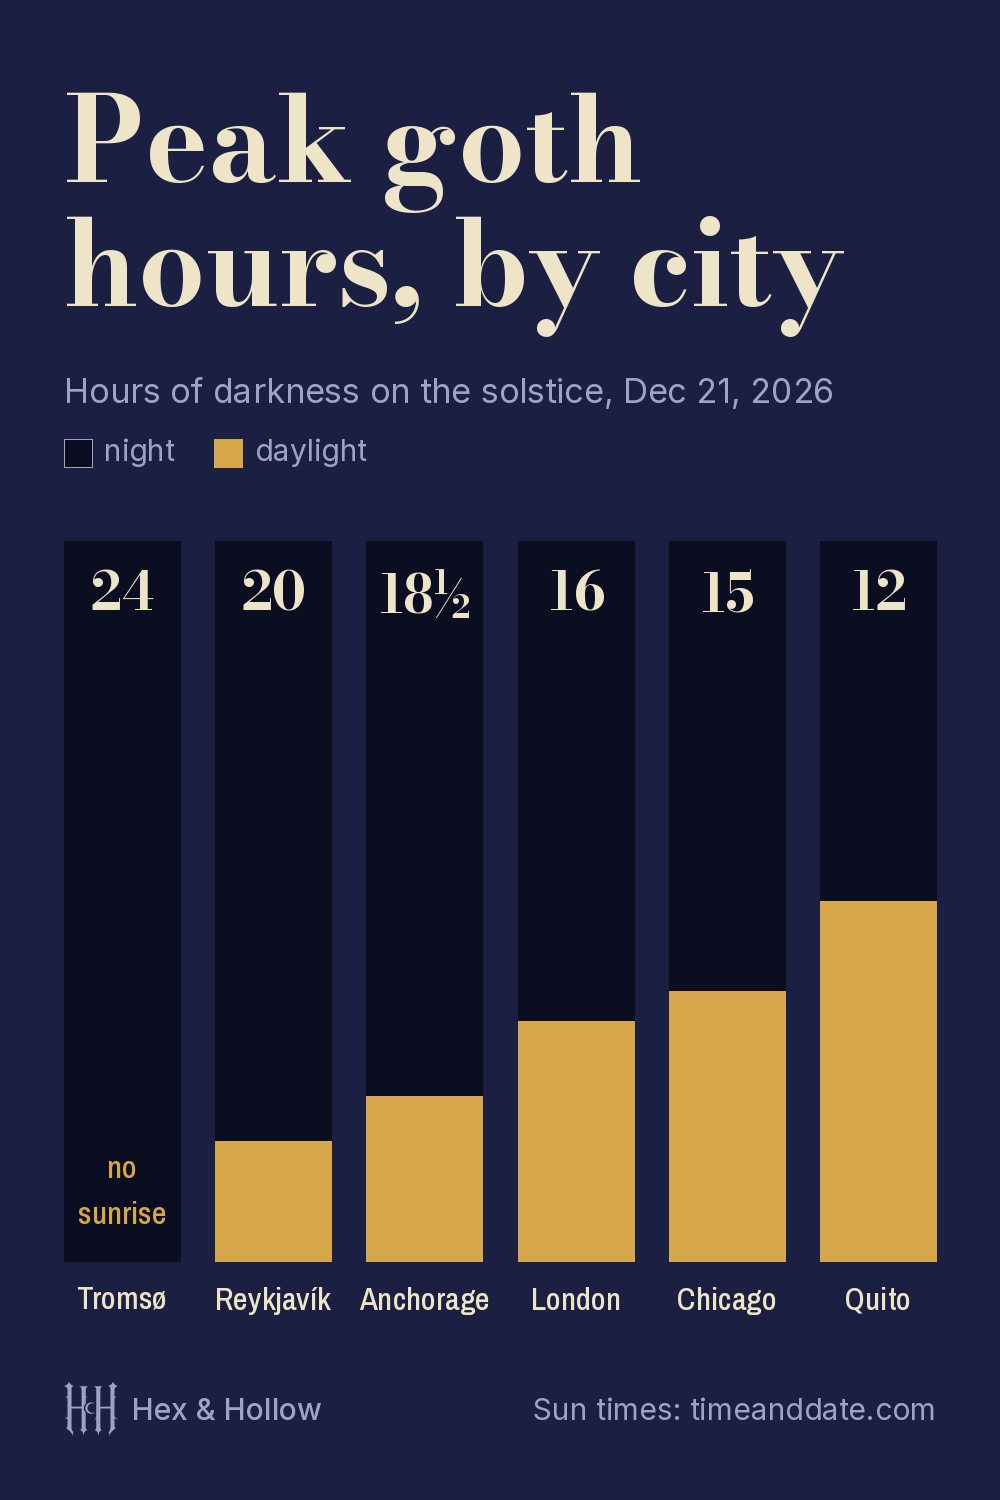 Peak goth
hours, by city
Hours of darkness on the solstice, Dec 21, 2026
night daylight
24 20 18½ 16 15 12
no
sunrise
Tromsø Reykjavík Anchorage London Chicago Quito
HCH Hex & Hollow Sun times: timeanddate.com